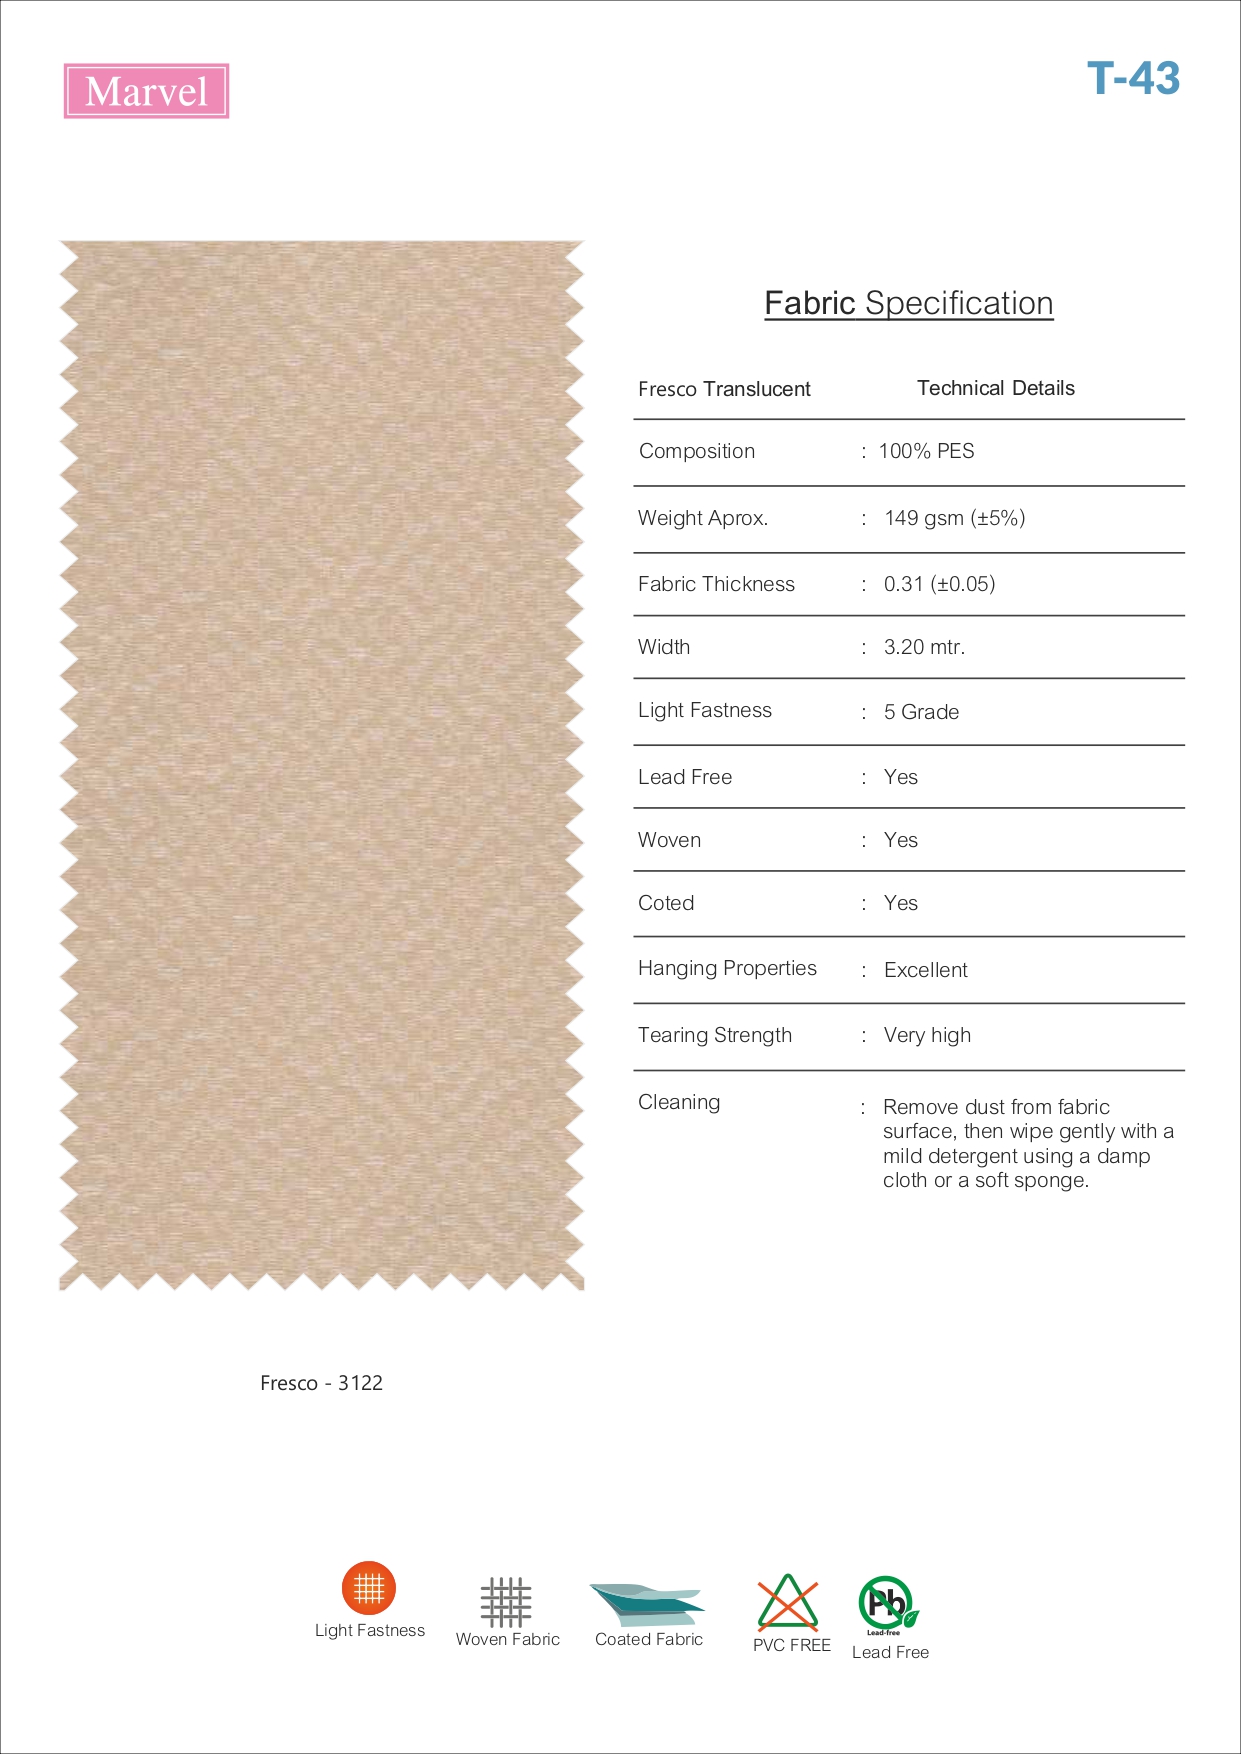 Marvel
T-43
Fabric Specification
Fresco Translucent Technical Details
Composition : 100% PES
Weight Aprox. : 149 gsm (±5%)
Fabric Thickness : 0.31 (±0.05)
Width : 3.20 mtr.
Light Fastness : 5 Grade
Lead Free : Yes
Woven : Yes
Coted : Yes
Hanging Properties : Excellent
Tearing Strength : Very high
Cleaning : Remove dust from fabric
surface, then wipe gently with a
mild detergent using a damp
cloth or a soft sponge.
Fresco - 3122
Light Fastness
Woven Fabric
Coated Fabric
PVC FREE
Pb
Lead-free
Lead Free